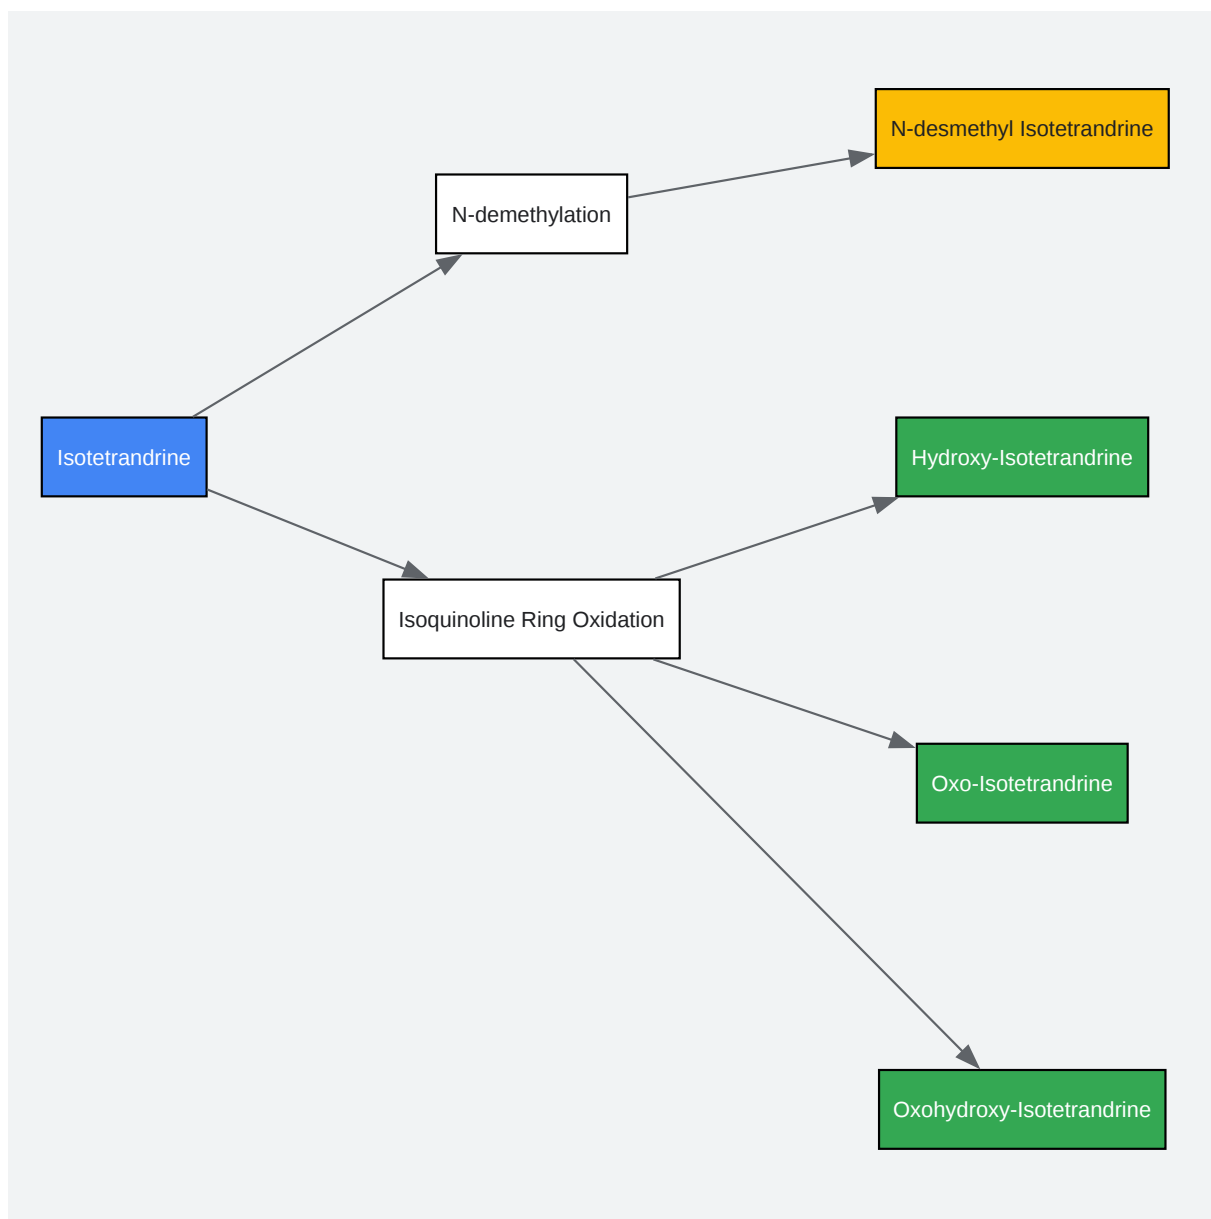 N-desmethyl Isotetrandrine
N-demethylation
Isotetrandrine
Hydroxy-Isotetrandrine
Isoquinoline Ring Oxidation
Oxo-Isotetrandrine
Oxohydroxy-Isotetrandrine